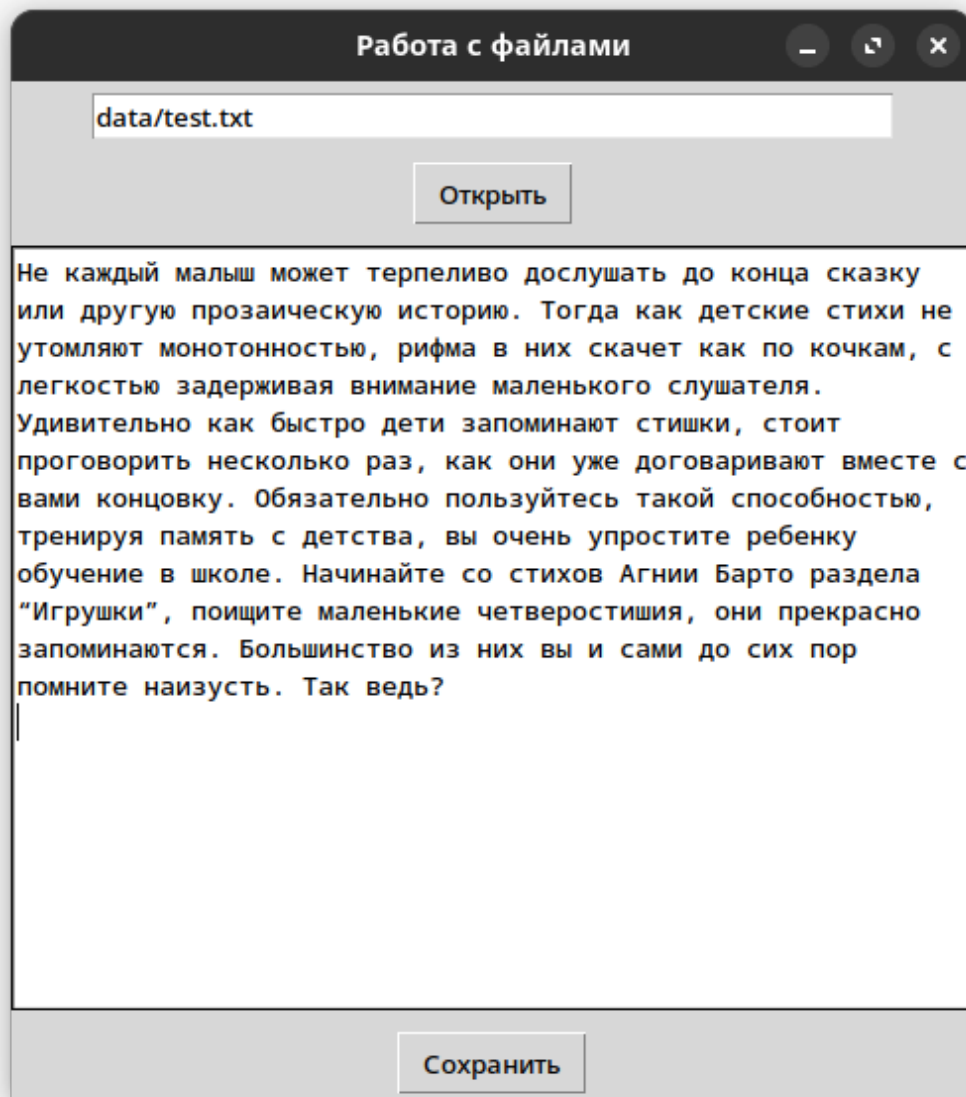 Работа с файлами
data/test.txt
Открыть
Не каждый малыш может терпеливо дослушать до конца сказку
или другую прозаическую историю. Тогда как детские стихи не
утомляют монотонностью, рифма в них скачет как по кочкам, с
легкостью задерживая внимание маленького слушателя.
Удивительно как быстро дети запоминают стишки, стоит
проговорить несколько раз, как они уже договаривают вместе с
вами концовку. Обязательно пользуйтесь такой способностью,
тренируя память с детства, вы очень упростите ребенку
обучение в школе. Начинайте со стихов Агнии Барто раздела
“Игрушки”, поищите маленькие четверостишия, они прекрасно
запоминаются. Большинство из них вы и сами до сих пор
помните наизусть. Так ведь?
Сохранить